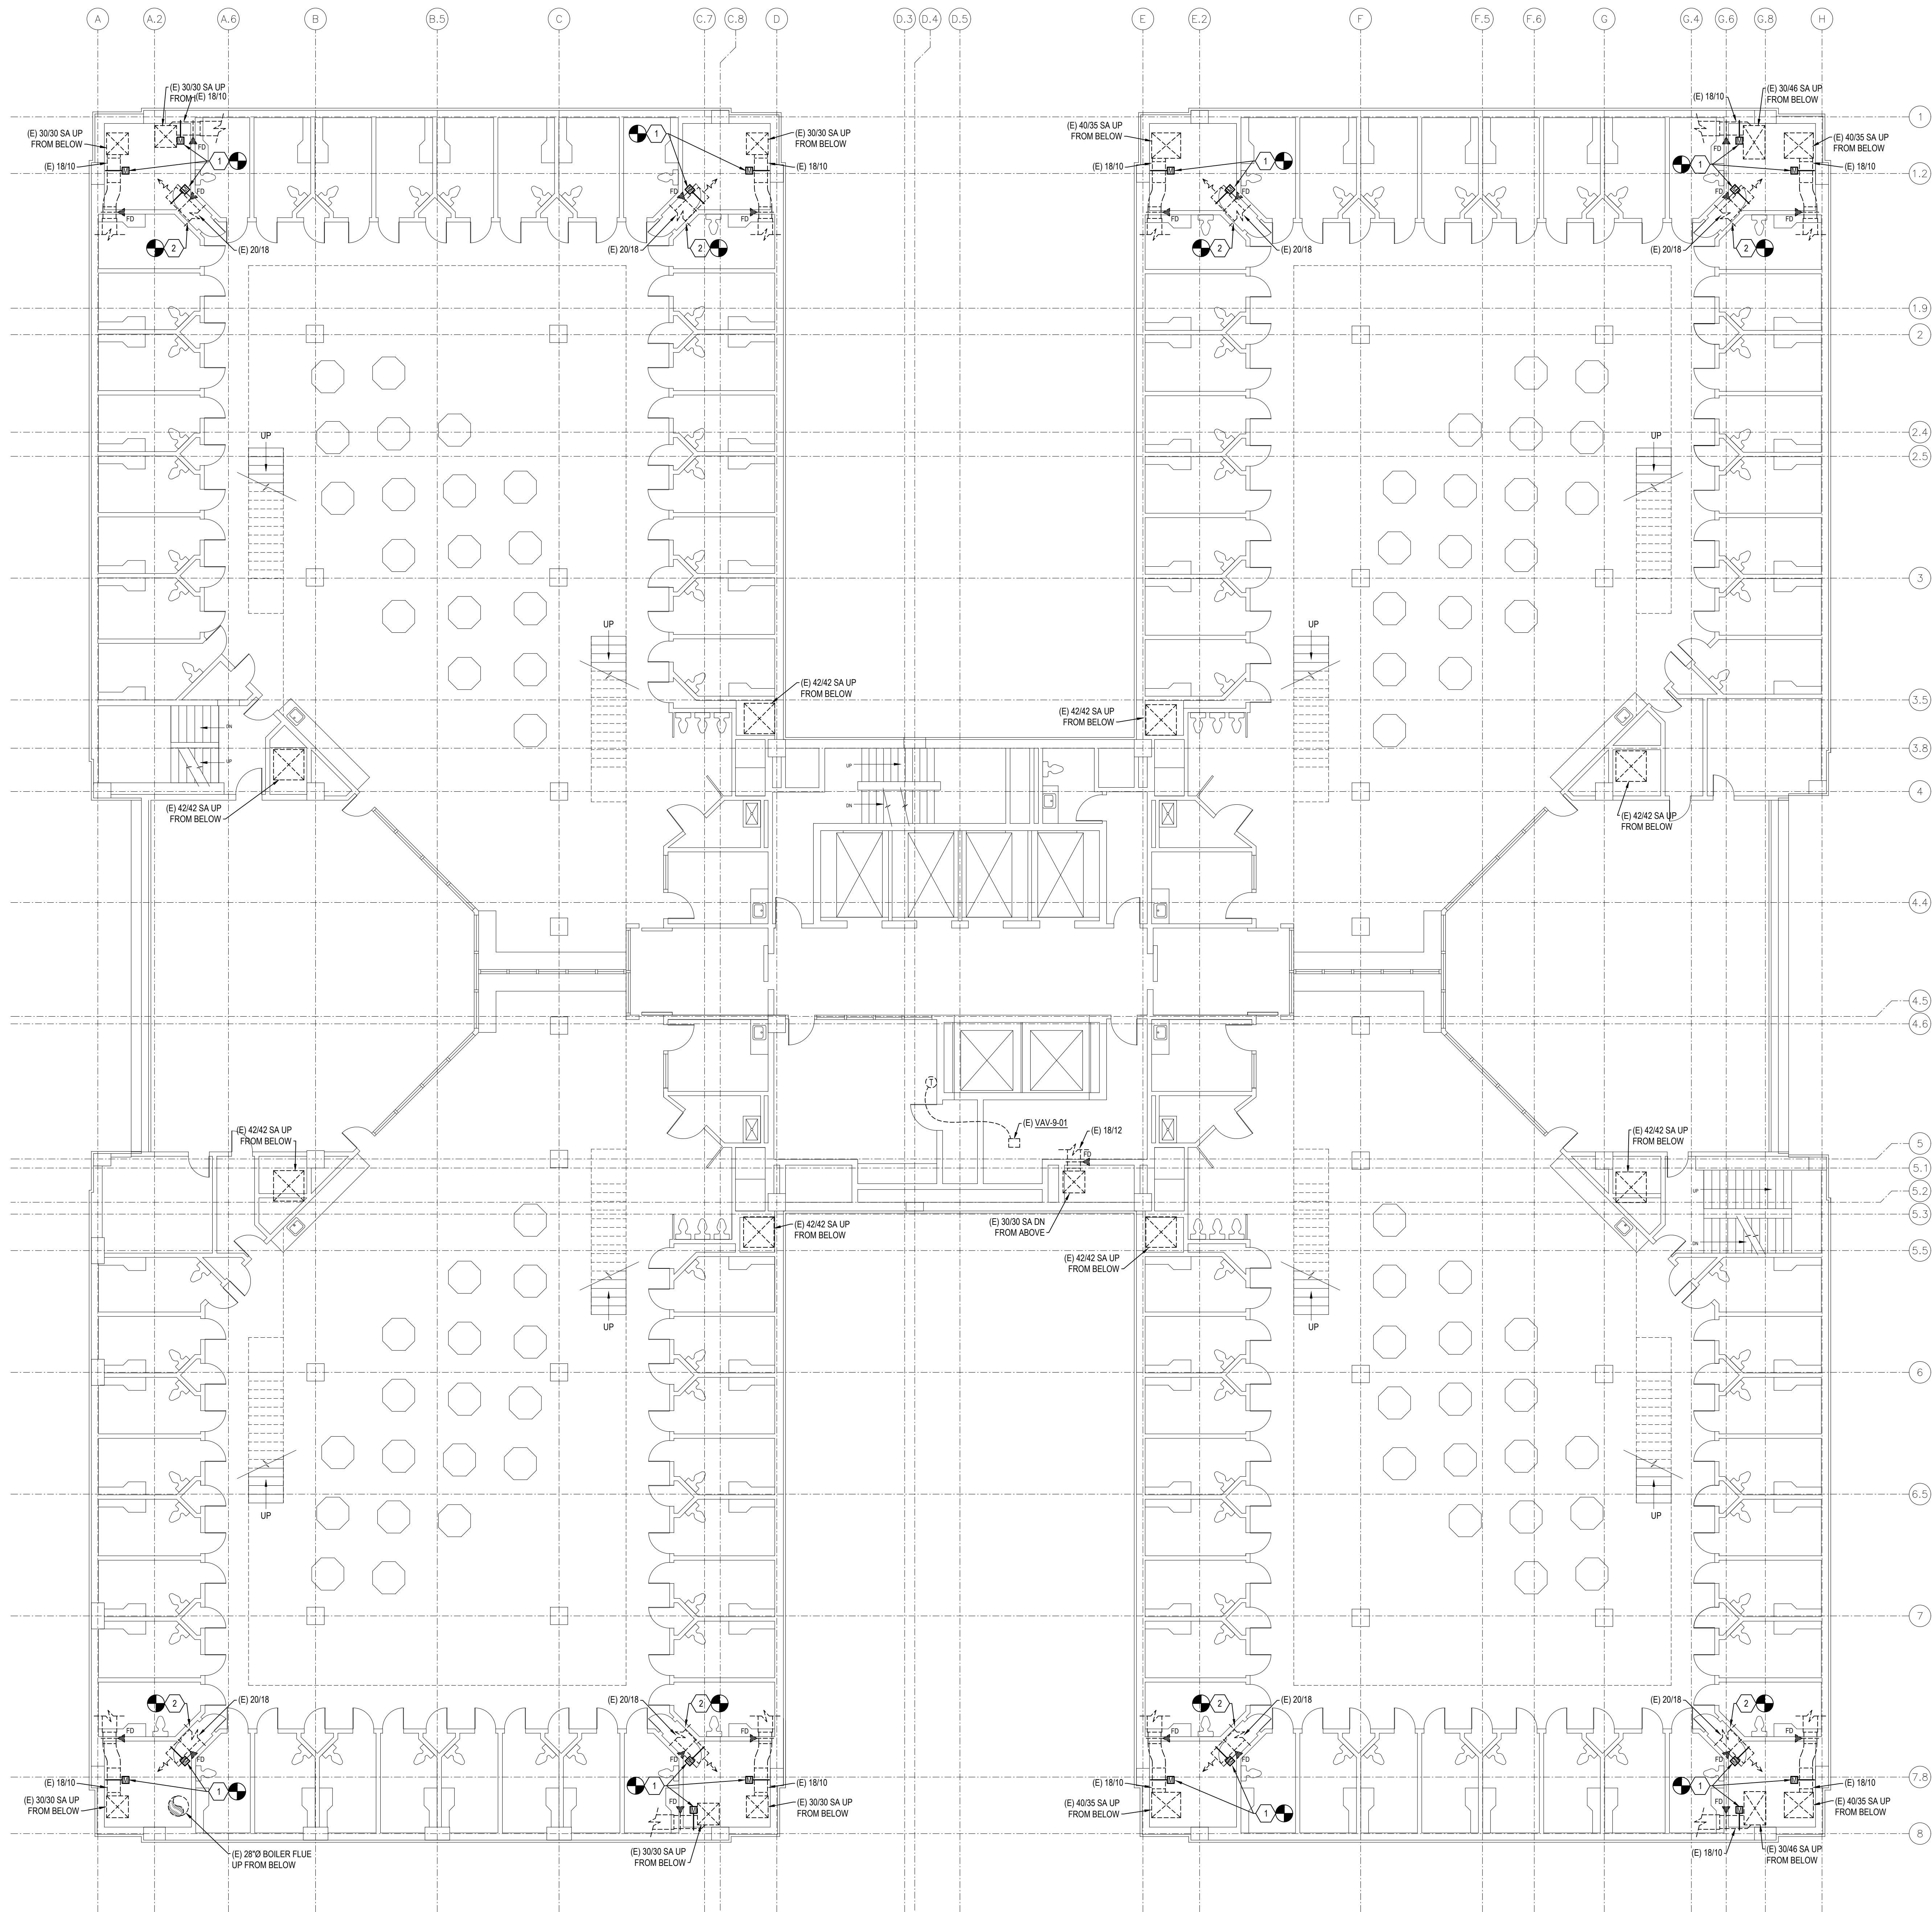 A A.2 A.6 B B.5 C C.7 C.8 D D.3 D.4 D.5 E E.2 F F.5 F.6 G G.4 G.6 G.8 H
(E) 30/30 SA UP
FROM
(E) 18/10
(E) 30/30 SA UP
FROM BELOW
(E) 18/10
FD
1
FD
FD
2
(E) 20/18
1
(E) 30/30 SA UP
FROM BELOW
(E) 18/10
FD
FD
(E) 20/18
2
(E) 40/35 SA UP
FROM BELOW
(E) 18/10
1
FD
FD
2
(E) 20/18
(E) 18/10
(E) 30/46 SA UP
FROM BELOW
(E) 40/35 SA UP
FROM BELOW
FD
1
(E) 18/10
FD
FD
(E) 20/18
2
1
1.2
1.9
2
2.4
2.5
3
3.5
3.8
4
4.4
4.5
4.6
5
5.1
5.2
5.3
5.5
6
6.5
7
7.8
8
UP
UP
UP
UP
(E) 42/42 SA UP
FROM BELOW
(E) 42/42 SA UP
FROM BELOW
DN
UP
UP
DN
(E) 42/42 SA UP
FROM BELOW
(E) 42/42 SA UP
FROM BELOW
T
(E) VAV-9-01
(E) 18/12
FD
(E) 42/42 SA UP
FROM BELOW
(E) 42/42 SA UP
FROM BELOW
UP
DN
(E) 42/42 SA UP
FROM BELOW
(E) 30/30 SA DN
FROM ABOVE
(E) 42/42 SA UP
FROM BELOW
UP
UP
UP
UP
2
(E) 20/18
FD
FD
(E) 18/10
1
(E) 30/30 SA UP
FROM BELOW
(E) 28"Ø BOILER FLUE
UP FROM BELOW
(E) 20/18
2
FD
FD
1
(E) 18/10
FD
(E) 30/30 SA UP
FROM BELOW
(E) 30/30 SA UP
FROM BELOW
2
(E) 20/18
FD
FD
(E) 18/10
(E) 40/35 SA UP
FROM BELOW
1
(E) 20/18
2
FD
FD
1
(E) 18/10
FD
(E) 40/35 SA UP
FROM BELOW
(E) 18/10
(E) 30/46 SA UP
FROM BELOW